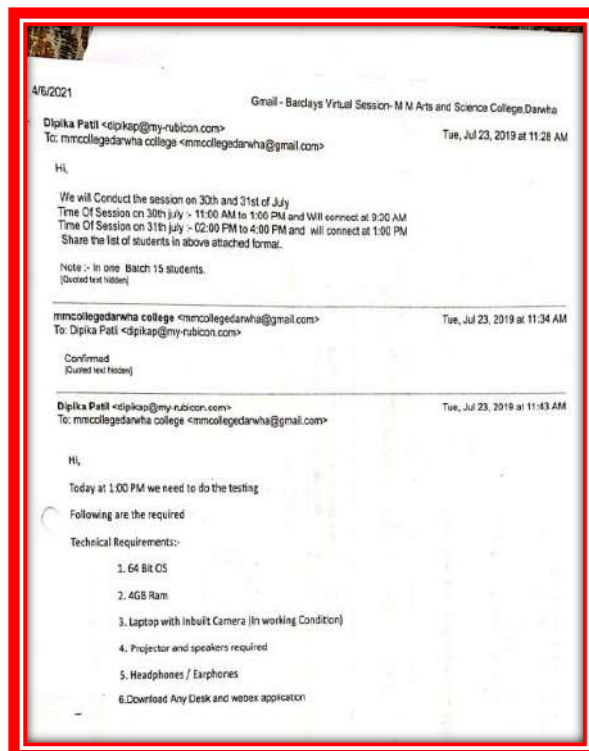 4/6/2021
Gmail - Barclays Virtual Session- M M Arts and Science College,Darwha
Dipika Patil <dipikap@my-rubicon.com>
Tue, Jul 23, 2019 at 11:28 AM
To: mmcollegedarwha college <mmcollegedarwha@gmail.com>
Hi,
We will Conduct the session on 30th and 31st of July
Time Of Session on 30th july :- 11:00 AM to 1:00 PM and Will connect at 9:30 AM
Time Of Session on 31th july :- 02:00 PM to 4:00 PM and will connect at 1:00 PM
Share the list of students in above attached format.
Note :- In one Batch 15 students.
[Quoted text hidden]
mmcollegedarwha college <mmcollegedarwha@gmail.com>
Tue, Jul 23, 2019 at 11:34 AM
To: Dipika Patil <dipikap@my-rubicon.com>
Confirmed
[Quoted text hidden]
Dipika Patil <dipikap@my-rubicon.com>
Tue, Jul 23, 2019 at 11:43 AM
To: mmcollegedarwha college <mmcollegedarwha@gmail.com>
Hi,
Today at 1:00 PM we need to do the testing
Following are the required
Technical Requirements:-
1. 64 Bit OS
2. 4GB Ram
3. Laptop with Inbuilt Camera (In working Condition)
4. Projector and speakers required
5. Headphones / Earphones
6.Download Any Desk and webex application